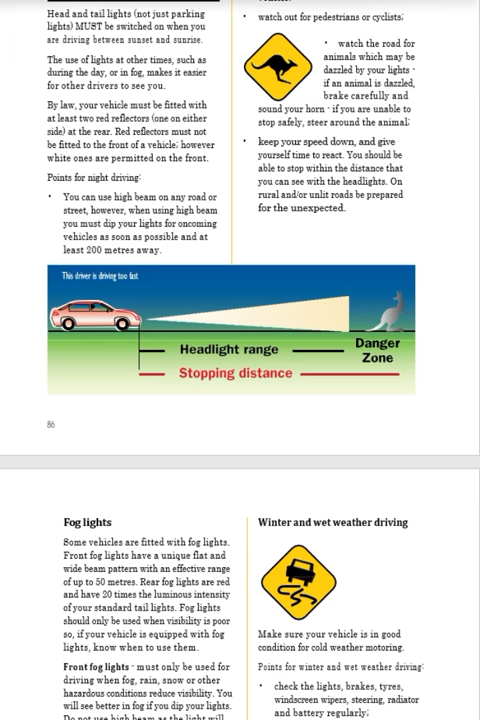 Head and tail lights (not just parking
lights) MUST be switched on when you
are driving between sunset and sunrise.
The use of lights at other times, such as
during the day, or in fog, makes it easier
for other drivers to see you.
By law, your vehicle must be fitted with
at least two red reflectors (one on either
side) at the rear. Red reflectors must not
be fitted to the front of a vehicle; however
white ones are permitted on the front.
Points for night driving:
• You can use high beam on any road or
street, however, when using high beam
you must dip your lights for oncoming
vehicles as soon as possible and at
least 200 metres away.
• watch out for pedestrians or cyclists;
• watch the road for
animals which may be
dazzled by your lights -
if an animal is dazzled,
brake carefully and
sound your horn - if you are unable to
stop safely, steer around the animal;
• keep your speed down, and give
yourself time to react. You should be
able to stop within the distance that
you can see with the headlights. On
rural and/or unlit roads be prepared
for the unexpected.
This driver is driving too fast
Headlight range
Danger
Zone
Stopping distance
86
Fog lights
Some vehicles are fitted with fog lights.
Front fog lights have a unique flat and
wide beam pattern with an effective range
of up to 50 metres. Rear fog lights are red
and have 20 times the luminous intensity
of your standard tail lights. Fog lights
should only be used when visibility is poor
so, if your vehicle is equipped with fog
lights, know when to use them.
Front fog lights - must only be used for
driving when fog, rain, snow or other
hazardous conditions reduce visibility. You
will see better in fog if you dip your lights.
Do not use high beam as the light will
Winter and wet weather driving
Make sure your vehicle is in good
condition for cold weather motoring.
Points for winter and wet weather driving:
• check the lights, brakes, tyres,
windscreen wipers, steering, radiator
and battery regularly;